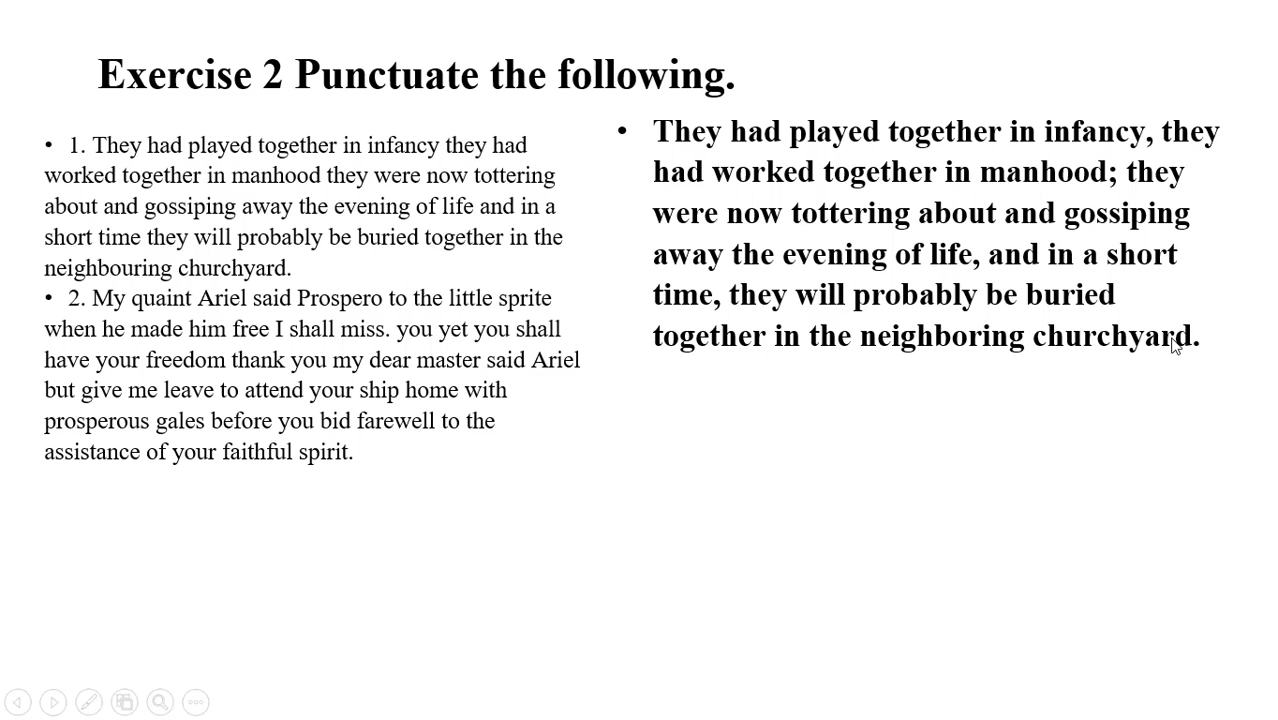 Exercise 2 Punctuate the following.
• 1. They had played together in infancy they had
worked together in manhood they were now tottering
about and gossiping away the evening of life and in a
short time they will probably be buried together in the
neighbouring churchyard.
• 2. My quaint Ariel said Prospero to the little sprite
when he made him free I shall miss. you yet you shall
have your freedom thank you my dear master said Ariel
but give me leave to attend your ship home with
prosperous gales before you bid farewell to the
assistance of your faithful spirit.
• They had played together in infancy, they
had worked together in manhood; they
were now tottering about and gossiping
away the evening of life, and in a short
time, they will probably be buried
together in the neighboring churchyard.